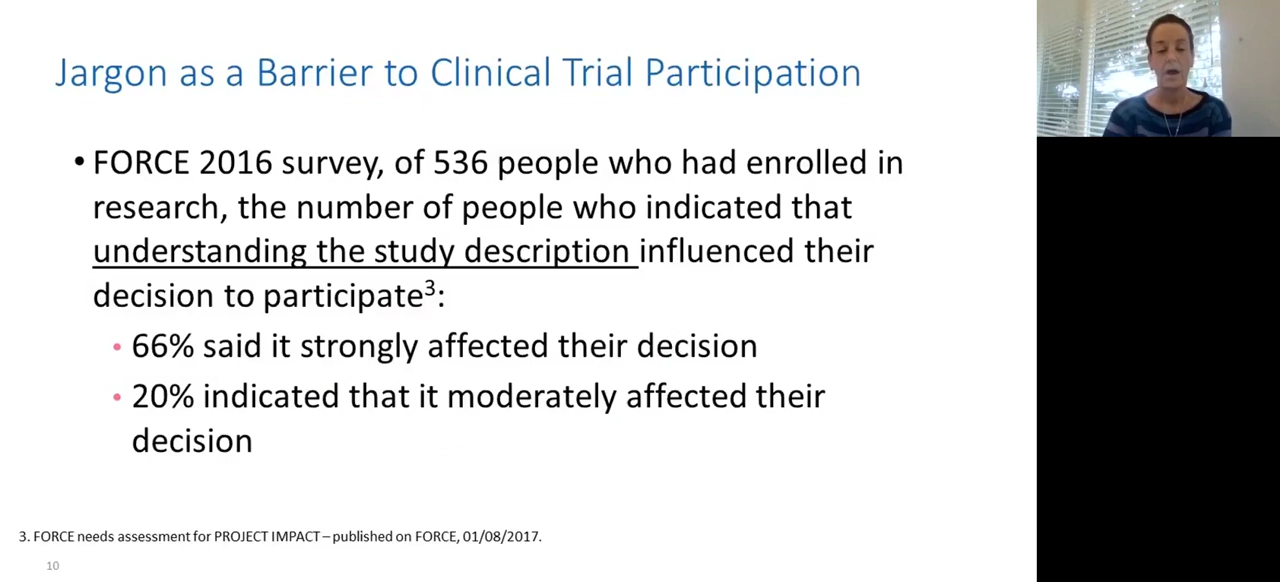 Jargon as a Barrier to Clinical Trial Participation
• FORCE 2016 survey, of 536 people who had enrolled in
research, the number of people who indicated that
understanding the study description influenced their
decision to participate³:
• 66% said it strongly affected their decision
• 20% indicated that it moderately affected their
decision
3. FORCE needs assessment for PROJECT IMPACT – published on FORCE, 01/08/2017.
10